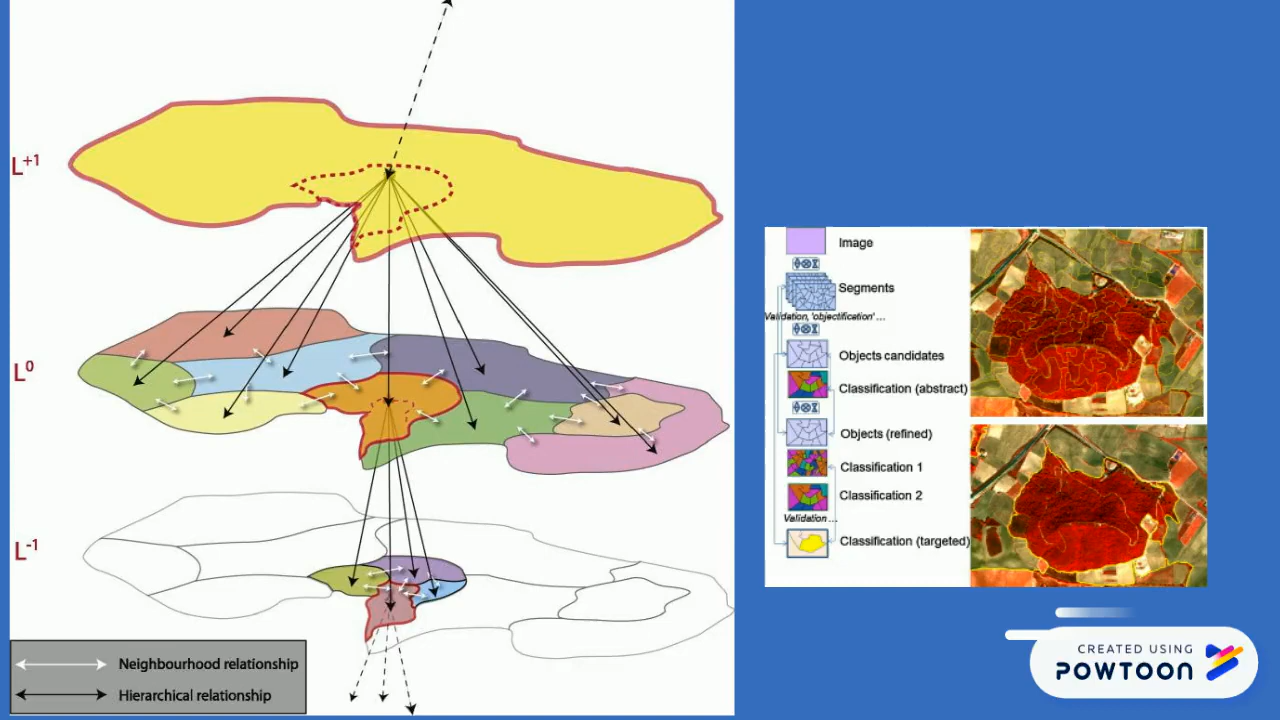 L+1
L0
L-1
Neighbourhood relationship
Hierarchical relationship
Image
Segments
Validation, 'objectification' ...
Objects candidates
Classification (abstract)
Objects (refined)
Classification 1
Classification 2
Validation ...
Classification (targeted)
CREATED USING
POWTOON